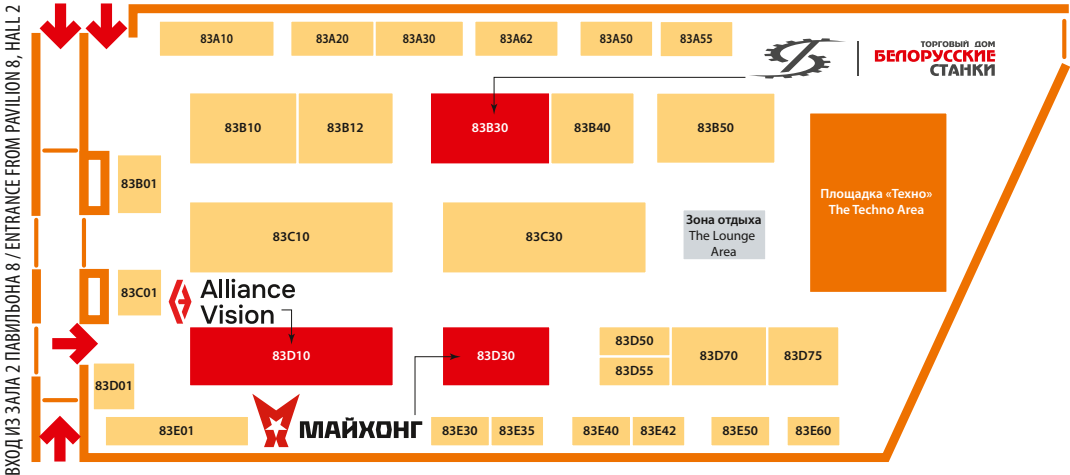 ВХОД ИЗ ЗАЛА 2 ПАВИЛЬОНА 8 / ENTRANCE FROM PAVILION 8, HALL 2
83A10
83A20
83A30
83A62
83A50
83A55
ТОРГОВЫЙ ДОМ
БЕЛОРУССКИЕ
СТАНКИ
83B10
83B12
83B30
83B40
83B50
83B01
Площадка «Техно»
The Techno Area
83C10
83C30
Зона отдыха
The Lounge
Area
83C01
Alliance
Vision
83D10
83D30
83D50
83D55
83D70
83D75
83D01
МАЙХОНГ
83E01
83E30
83E35
83E40
83E42
83E50
83E60